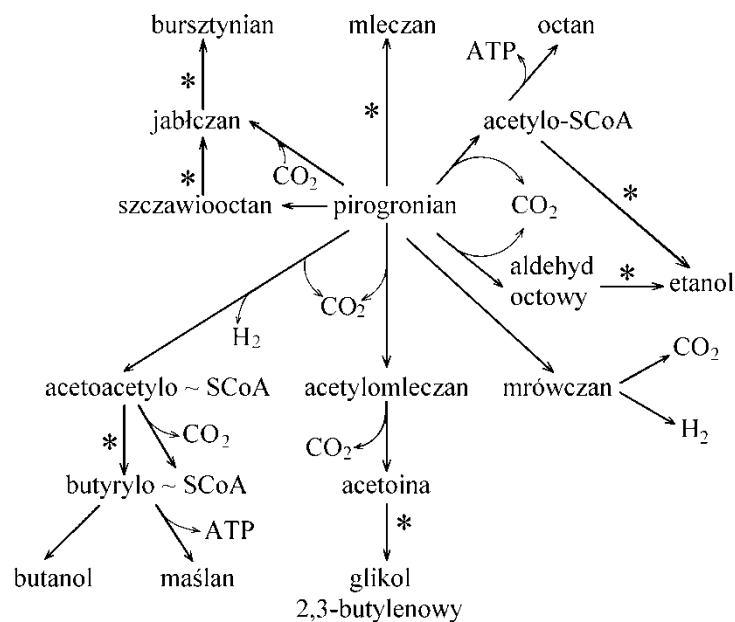 bursztynian mleczan octan
ATP
* *
jabłczan acetylo-SCoA
CO₂
* *
szczawiooctan pirogronian CO₂
aldehyd
octowy * etanol
CO₂
H₂ CO₂
acetoacetylo ~ SCoA acetylomleczan mrówczan
* CO₂ CO₂ H₂
butyrylo ~ SCoA acetoina
ATP *
butanol maślan glikol
2,3-butylenowy